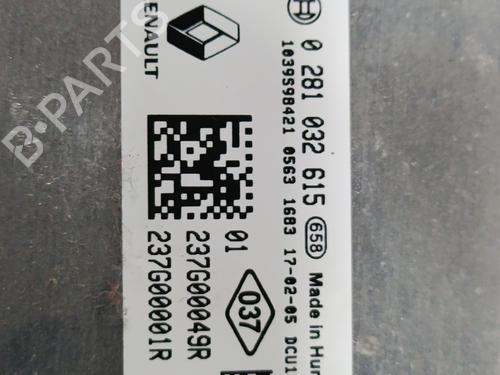 RENAULT
0 281 032 615 658 Made in Hun
1039S98421 0563 1683 17-02-05 DCU1
01
037
237G00049R
237G00001R
B-PARTS